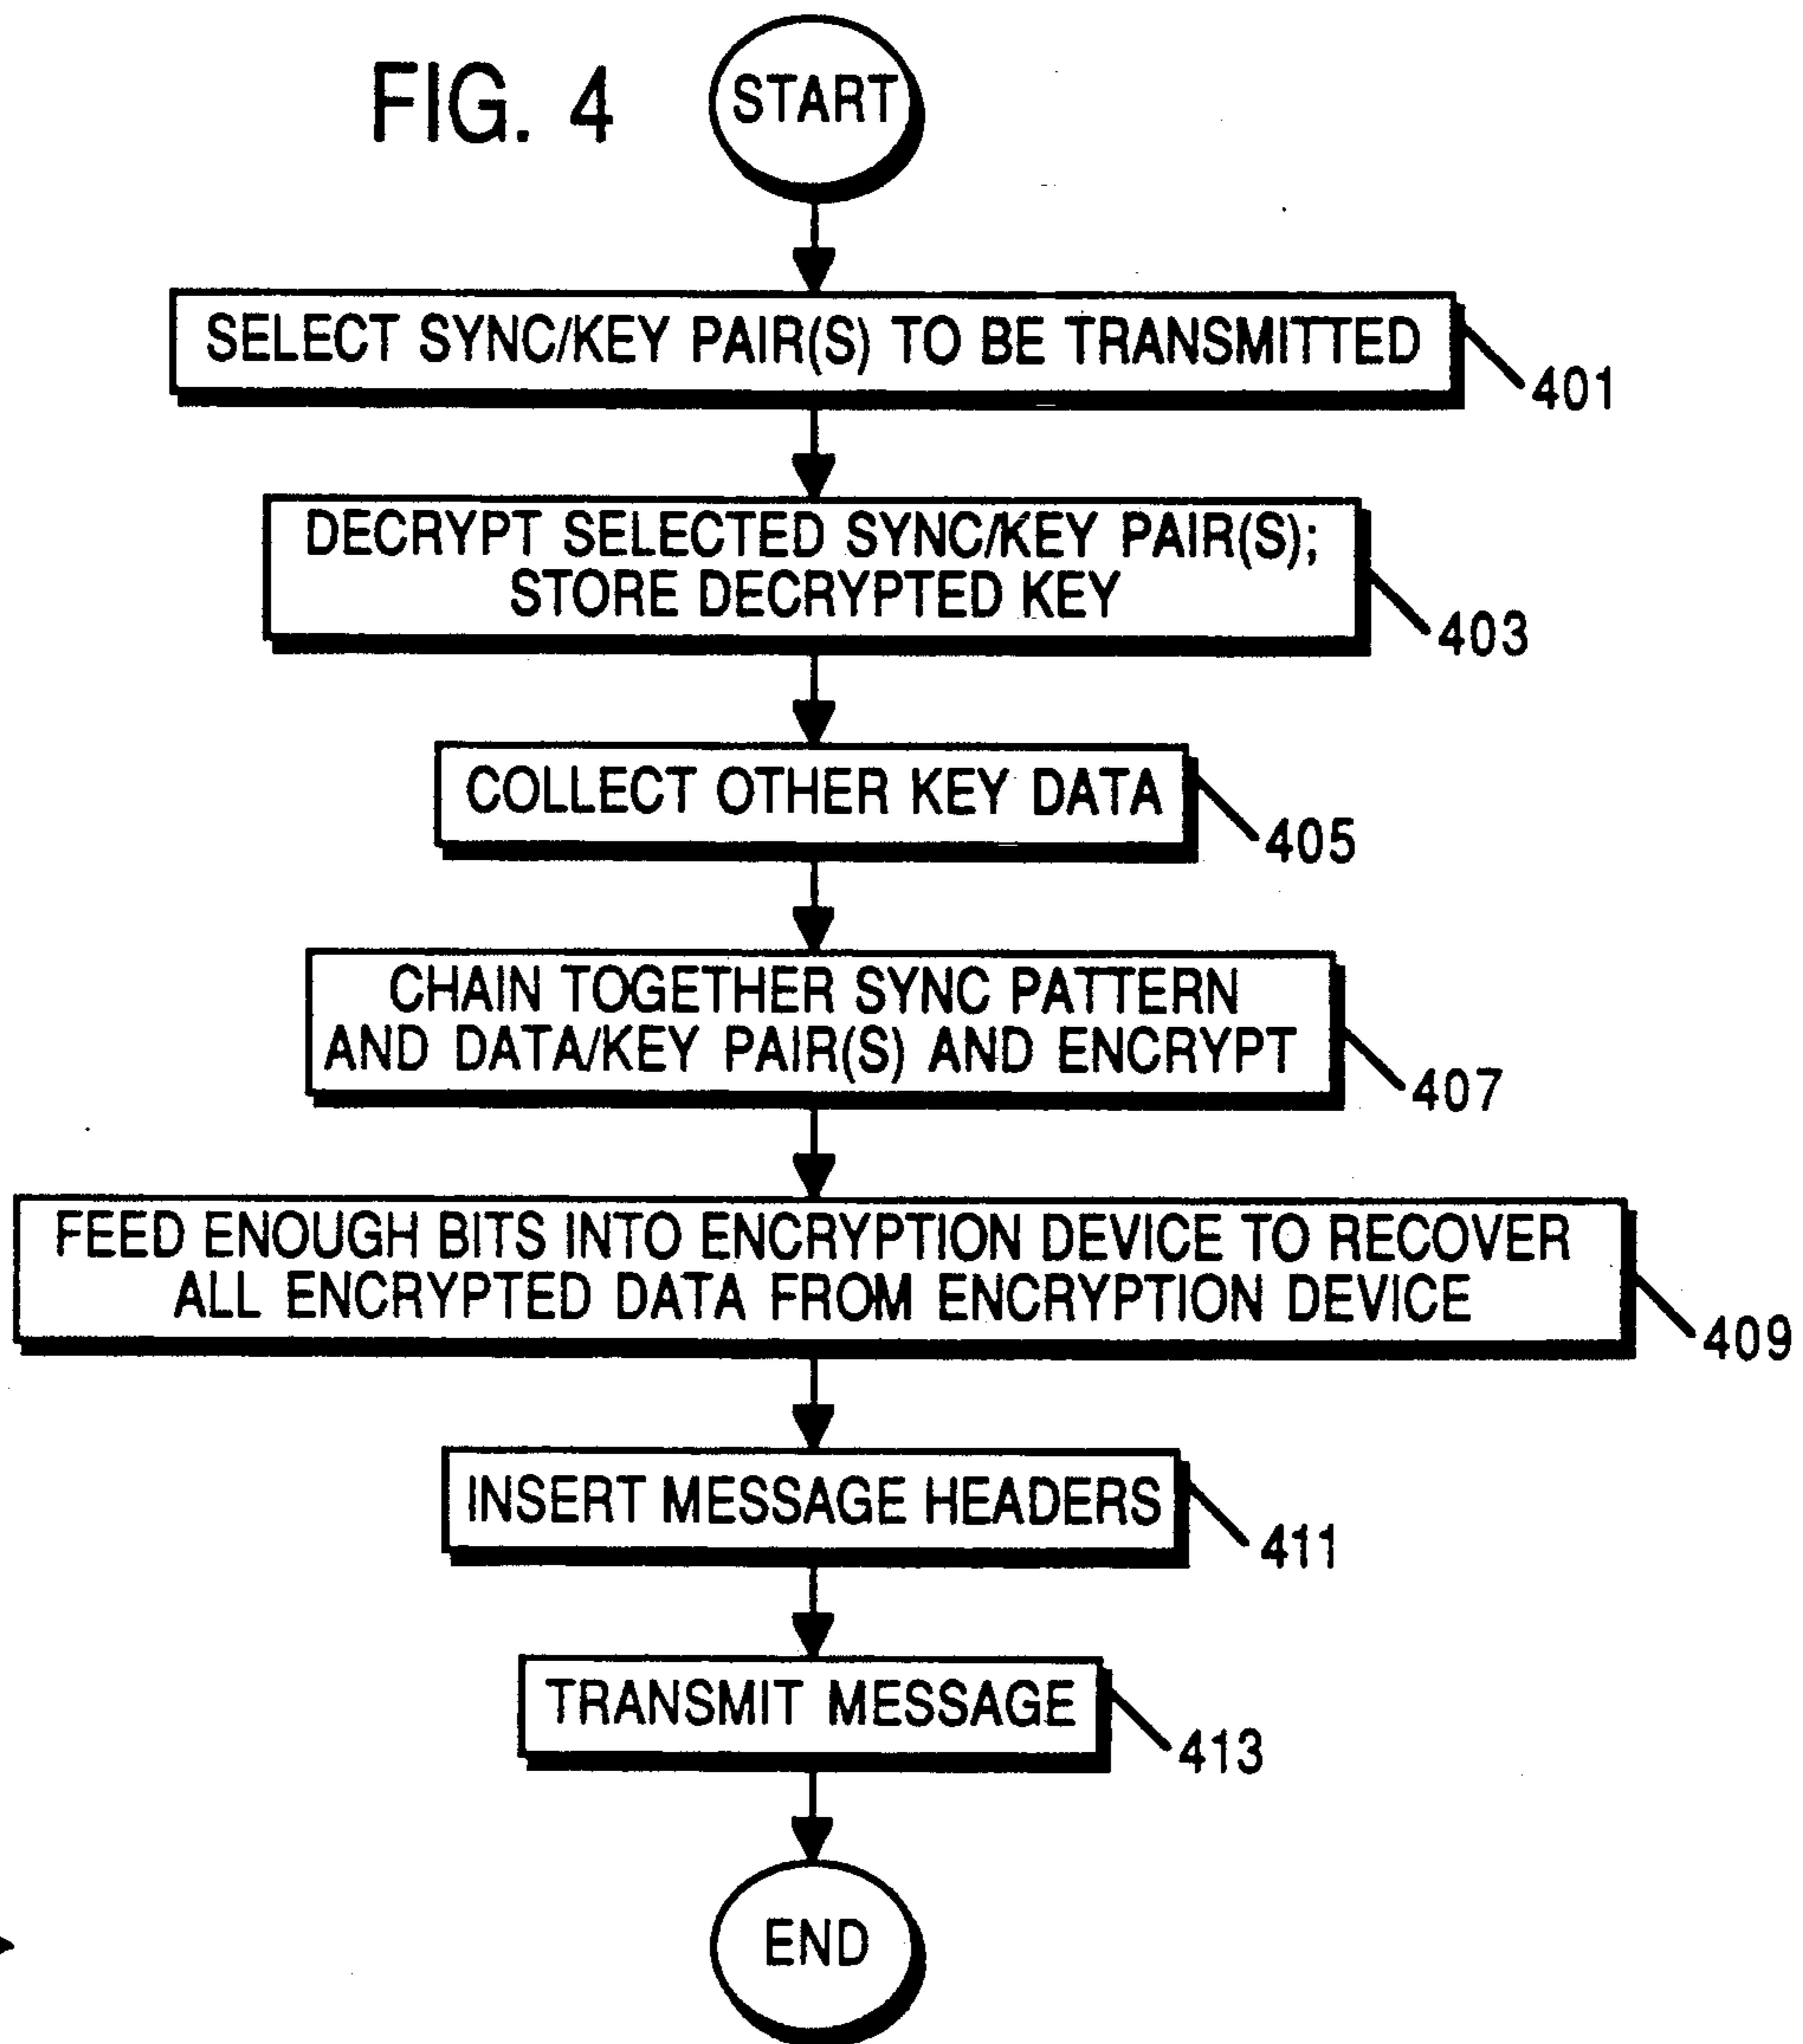 FIG. 4
START
SELECT SYNC/KEY PAIR(S) TO BE TRANSMITTED
401
DECRYPT SELECTED SYNC/KEY PAIR(S);
STORE DECRYPTED KEY
403
COLLECT OTHER KEY DATA
405
CHAIN TOGETHER SYNC PATTERN
AND DATA/KEY PAIR(S) AND ENCRYPT
407
FEED ENOUGH BITS INTO ENCRYPTION DEVICE TO RECOVER
ALL ENCRYPTED DATA FROM ENCRYPTION DEVICE
409
INSERT MESSAGE HEADERS
411
TRANSMIT MESSAGE
413
END